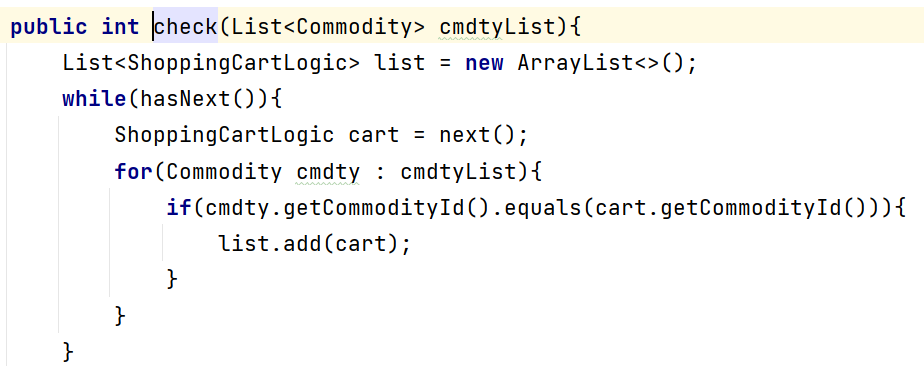 public int check(List<Commodity> cmdtyList){
    List<ShoppingCartLogic> list = new ArrayList<>();
    while(hasNext()){
        ShoppingCartLogic cart = next();
        for(Commodity cmdty : cmdtyList){
            if(cmdty.getCommodityId().equals(cart.getCommodityId())){
                list.add(cart);
            }
        }
    }